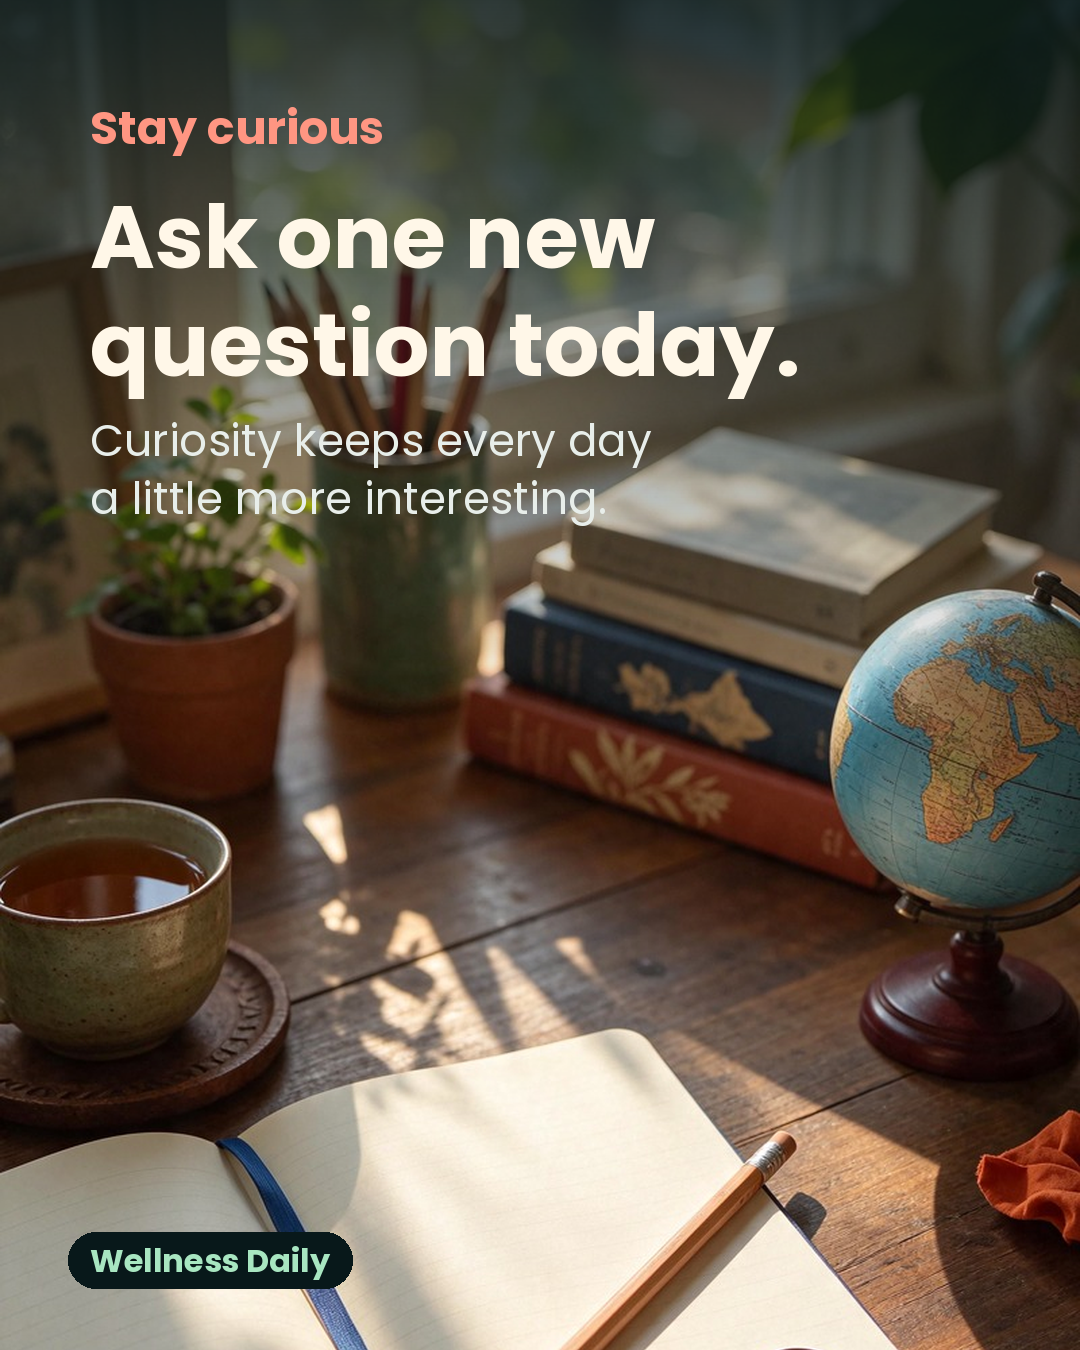 Stay curious
Ask one new
question today.
Curiosity keeps every day
a little more interesting.
Wellness Daily